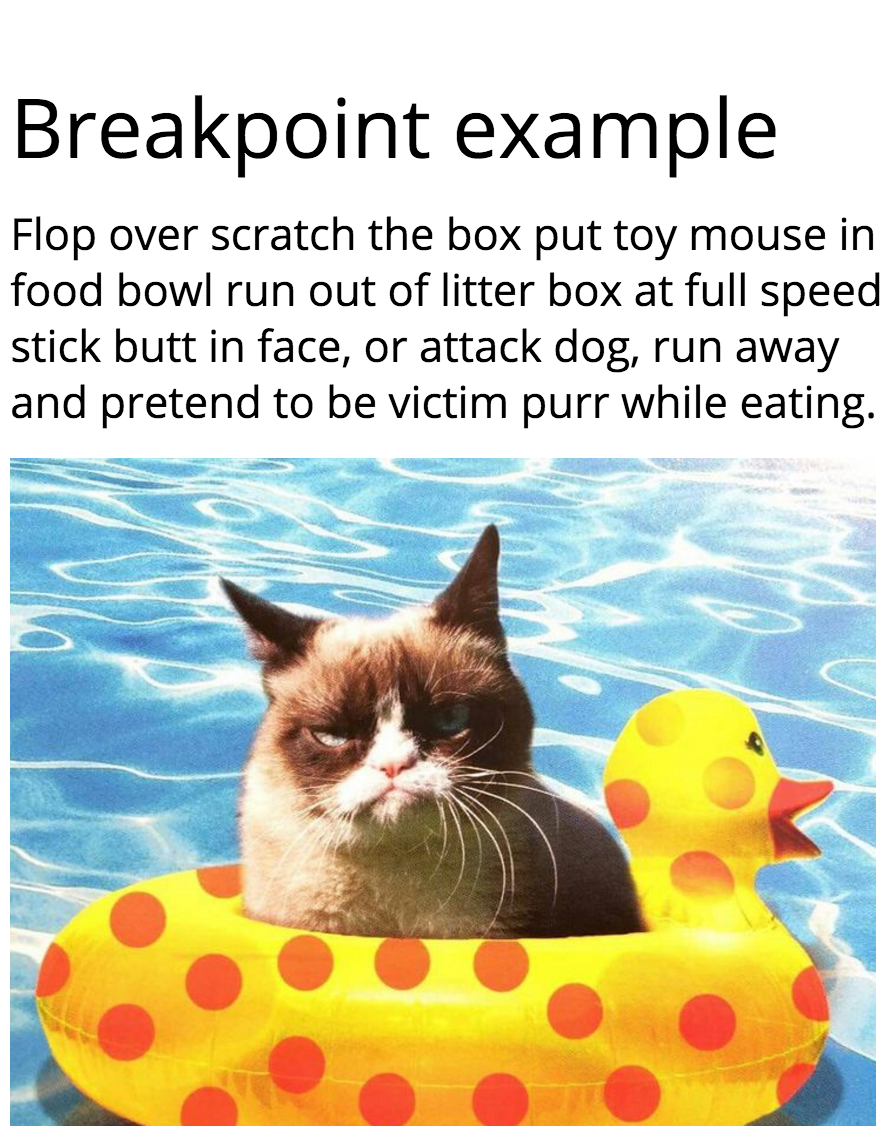 Breakpoint example
Flop over scratch the box put toy mouse in
food bowl run out of litter box at full speed
stick butt in face, or attack dog, run away
and pretend to be victim purr while eating.